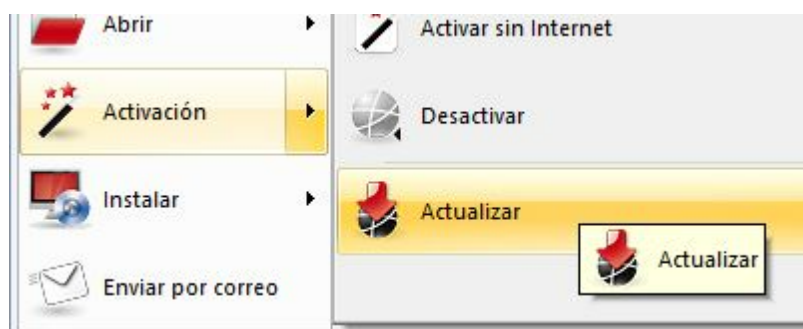 Abrir
Activación
Instalar
Enviar por correo
Activar sin Internet
Desactivar
Actualizar
Actualizar